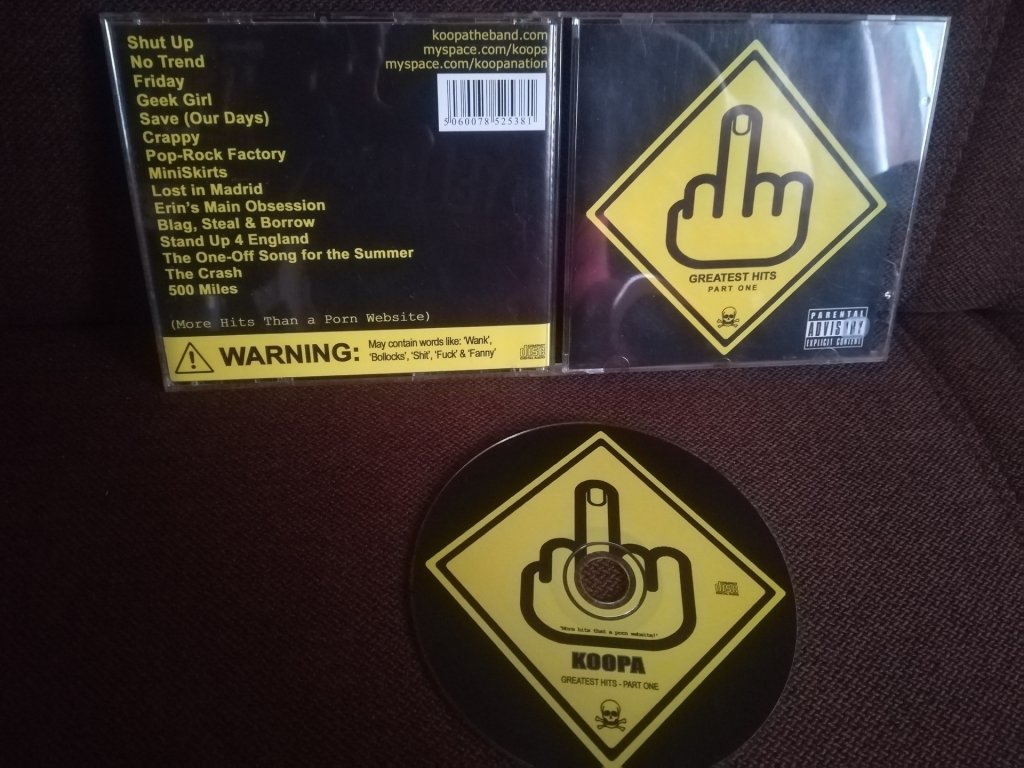 Shut Up
No Trend
Friday
Geek Girl
Save (Our Days)
Crappy
Pop-Rock Factory
MiniSkirts
Lost in Madrid
Erin's Main Obsession
Blag, Steal & Borrow
Stand Up 4 England
The One-Off Song for the Summer
The Crash
500 Miles
(More Hits Than a Porn Website)
koopatheband.com
myspace.com/koopa
myspace.com/koopanation
5 060078 525381
WARNING:
May contain words like: 'Wank',
'Bollocks', 'Shit', 'Fuck' & 'Fanny'
disc
GREATEST HITS
PART ONE
PARENTAL
ADVISORY
EXPLICIT CONTENT
disc
"More hits that a porn website!"
KOOPA
GREATEST HITS - PART ONE